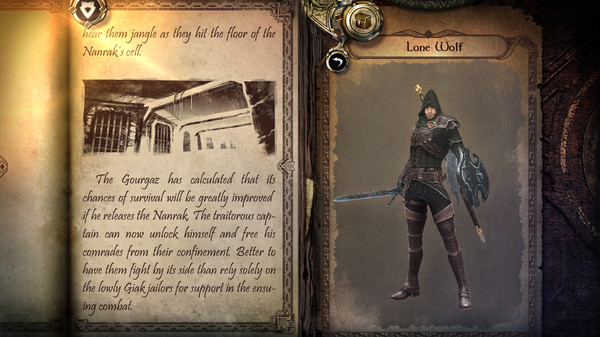 hear them jangle as they hit the floor of the
Nanrak's cell.
The Gourgaz has calculated that its
chances of survival will be greatly improved
if he releases the Nanrak. The traitorous cap-
tain can now unlock himself and free his
comrades from their confinement. Better to
have them fight by its side than rely solely on
the lowly Giak jailors for support in the ensu-
ing combat.
Lone Wolf